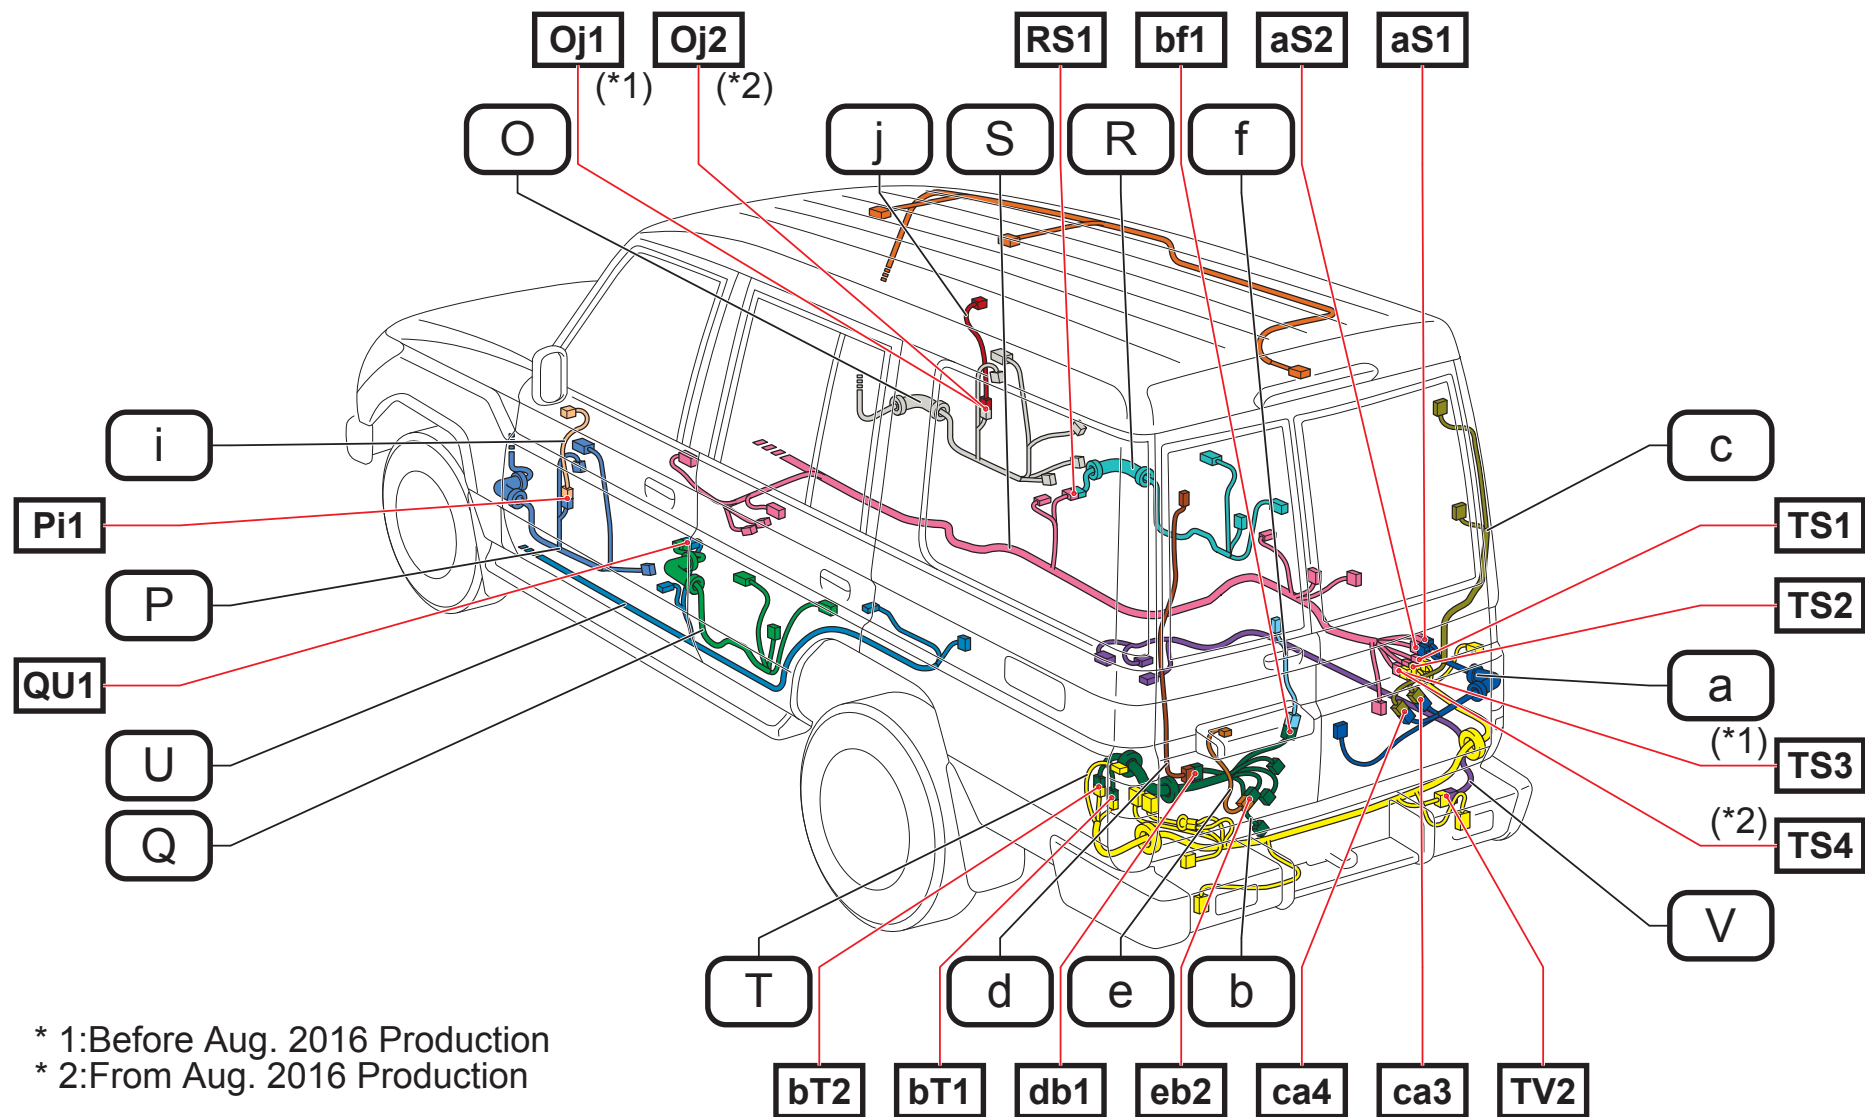 Oj1
Oj2
RS1
bf1
aS2
aS1
(*1)
(*2)
O
j
S
R
f
i
c
Pi1
TS1
P
TS2
QU1
a
U
(*1)
TS3
Q
(*2)
TS4
V
T
d
e
b
* 1:Before Aug. 2016 Production
* 2:From Aug. 2016 Production
bT2
bT1
db1
eb2
ca4
ca3
TV2